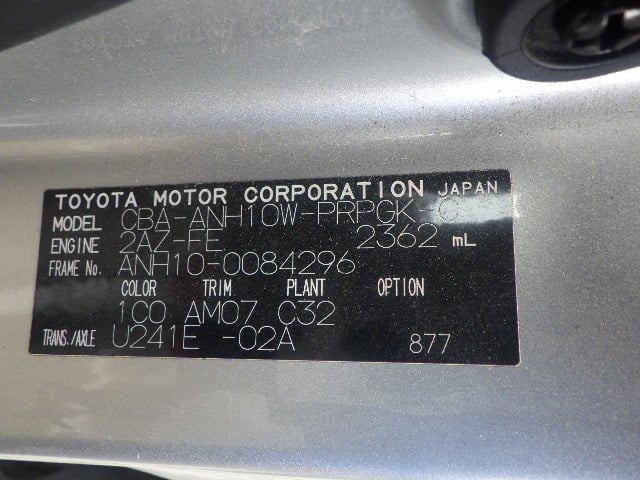 TOYOTA MOTOR CORPORATION JAPAN
MODEL CBA-ANH10W-PRPGK-C
ENGINE 2AZ-FE 2362 mL
FRAME No. ANH10-0084296
COLOR TRIM PLANT OPTION
1C0 AM07 C32
TRANS./AXLE U241E -02A 877